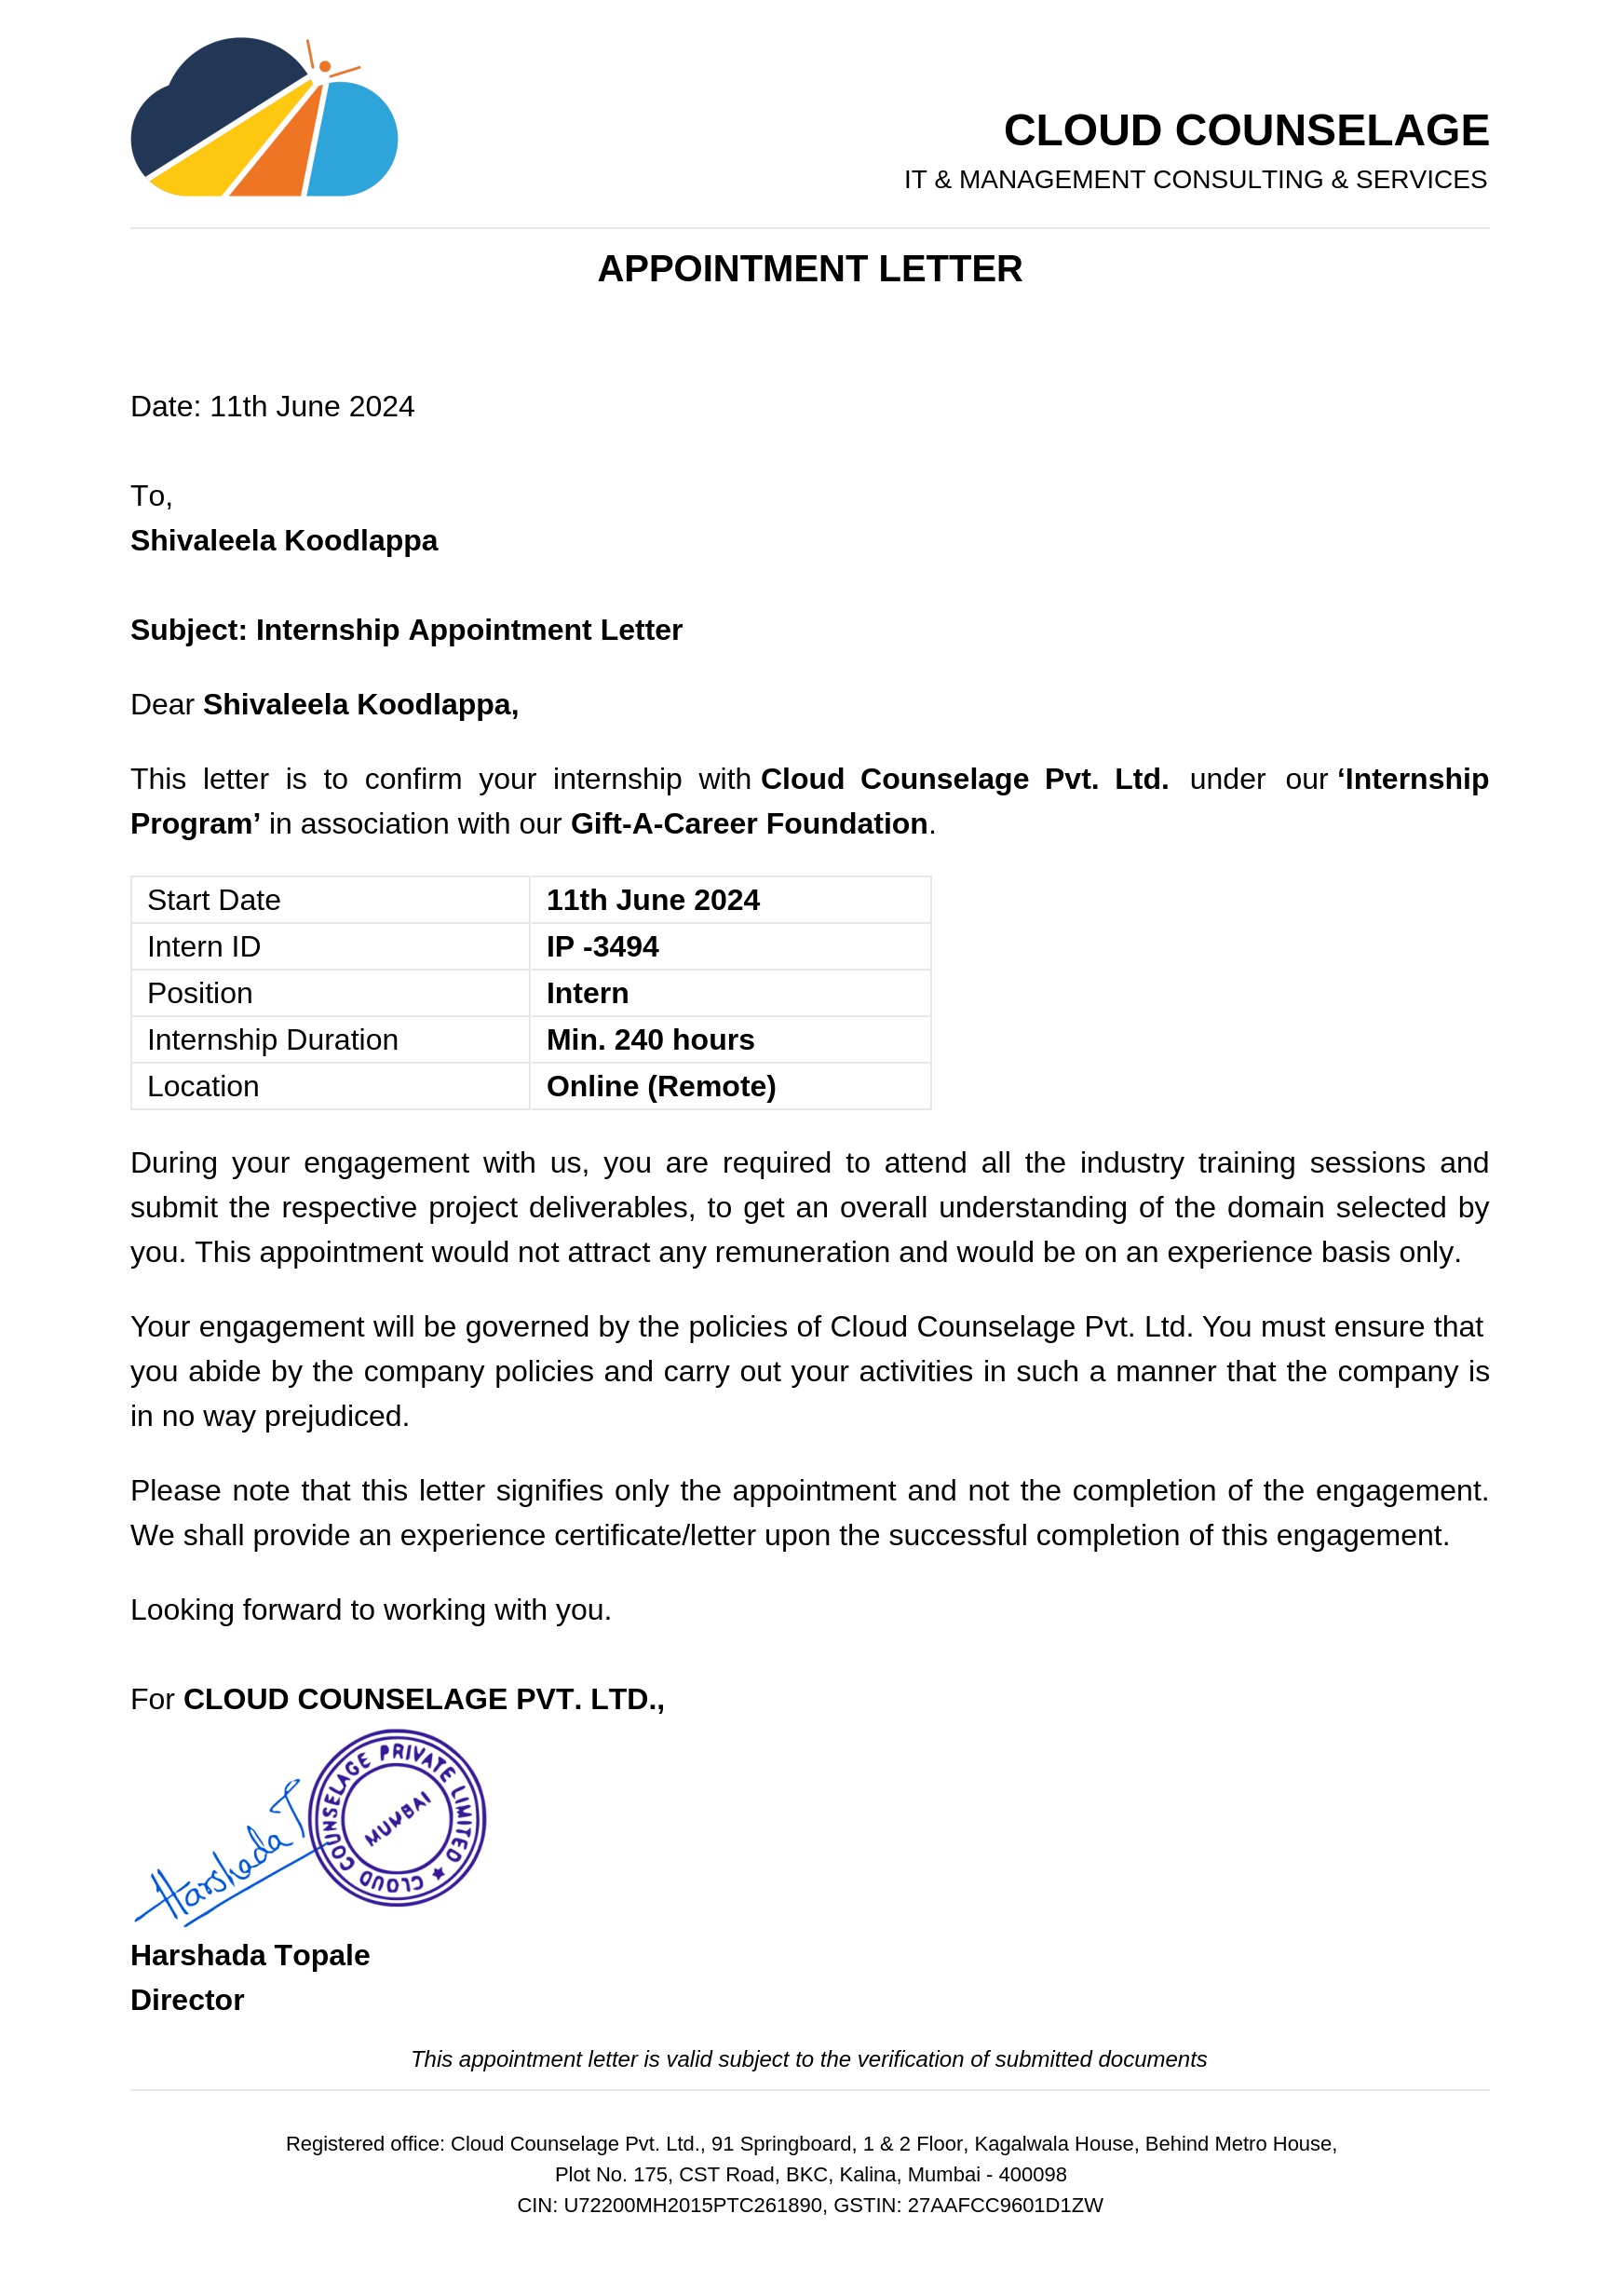 CLOUD COUNSELAGE
IT & MANAGEMENT CONSULTING & SERVICES
APPOINTMENT LETTER
Date: 11th June 2024
To,
Shivaleela Koodlappa
Subject: Internship Appointment Letter
Dear Shivaleela Koodlappa,
This letter is to confirm your internship with Cloud Counselage Pvt. Ltd. under our ‘Internship
Program’ in association with our Gift-A-Career Foundation.
Start Date 11th June 2024
Intern ID IP -3494
Position Intern
Internship Duration Min. 240 hours
Location Online (Remote)
During your engagement with us, you are required to attend all the industry training sessions and
submit the respective project deliverables, to get an overall understanding of the domain selected by
you. This appointment would not attract any remuneration and would be on an experience basis only.
Your engagement will be governed by the policies of Cloud Counselage Pvt. Ltd. You must ensure that
you abide by the company policies and carry out your activities in such a manner that the company is
in no way prejudiced.
Please note that this letter signifies only the appointment and not the completion of the engagement.
We shall provide an experience certificate/letter upon the successful completion of this engagement.
Looking forward to working with you.
For CLOUD COUNSELAGE PVT. LTD.,
Harshada T
CLOUD COUNSELAGE PRIVATE LIMITED ★
MUMBAI
Harshada Topale
Director
This appointment letter is valid subject to the verification of submitted documents
Registered office: Cloud Counselage Pvt. Ltd., 91 Springboard, 1 & 2 Floor, Kagalwala House, Behind Metro House,
Plot No. 175, CST Road, BKC, Kalina, Mumbai - 400098
CIN: U72200MH2015PTC261890, GSTIN: 27AAFCC9601D1ZW